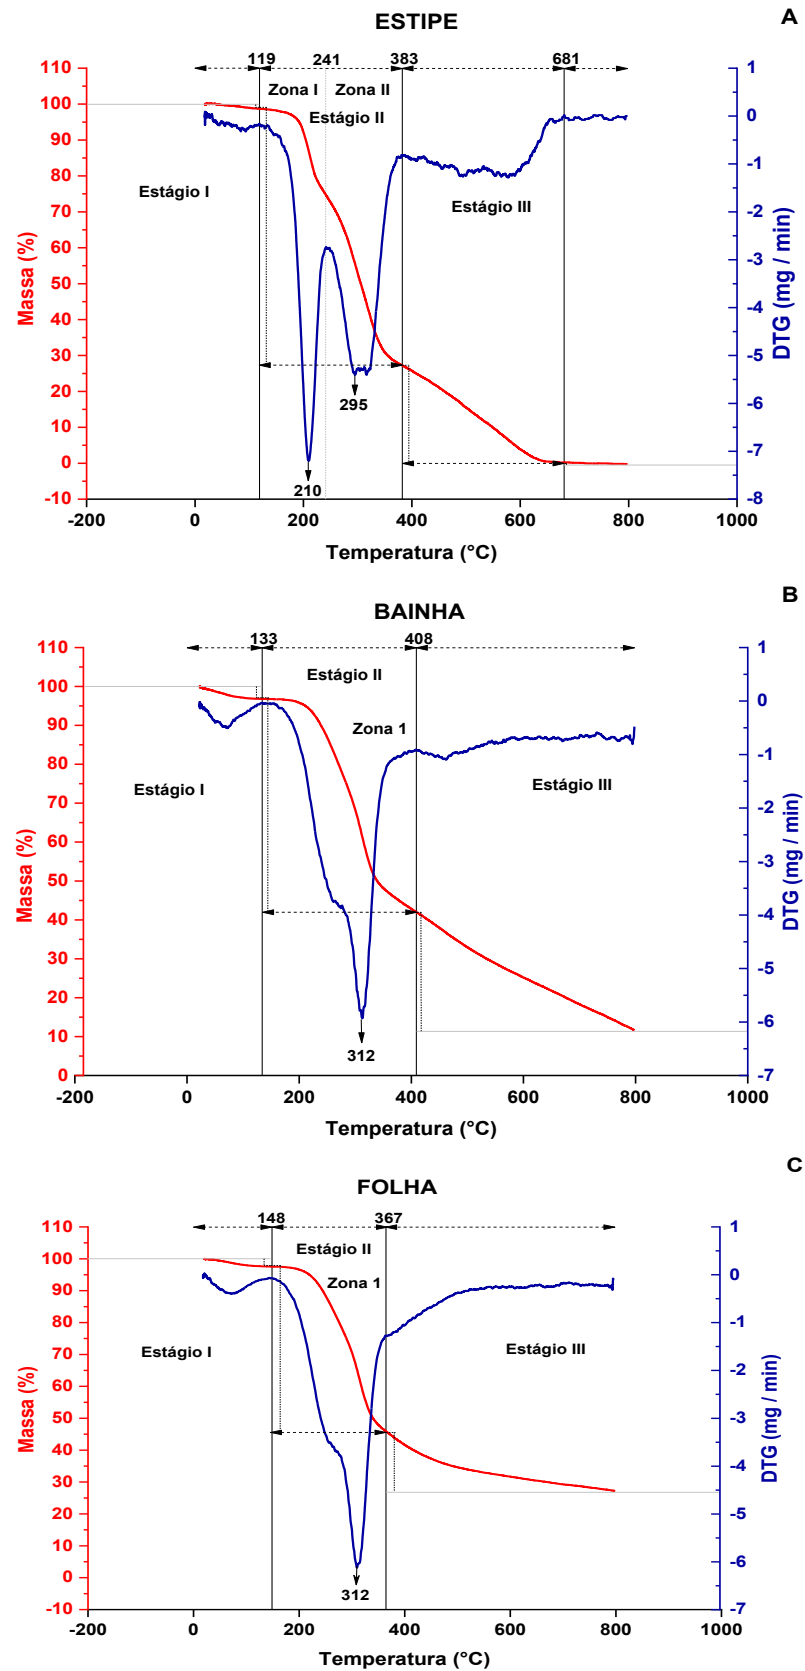 A
ESTIPE
119 241 383 681
110
100
90
80
70
60
50
40
30
20
10
0
-10
Massa (%)
Zona I Zona II
Estágio II
Estágio I
Estágio III
295
210
1
0
-1
-2
-3
-4
-5
-6
-7
-8
DTG (mg / min)
-200 0 200 400 600 800 1000
Temperatura (°C)
B
BAINHA
133 408
110
100
90
80
70
60
50
40
30
20
10
0
Massa (%)
Estágio II
Zona 1
Estágio I
Estágio III
312
1
0
-1
-2
-3
-4
-5
-6
-7
DTG (mg / min)
-200 0 200 400 600 800 1000
Temperatura (°C)
C
FOLHA
148 367
110
100
90
80
70
60
50
40
30
20
10
0
-10
Massa (%)
Estágio II
Zona 1
Estágio I
Estágio III
312
1
0
-1
-2
-3
-4
-5
-6
-7
DTG (mg / min)
-200 0 200 400 600 800 1000
Temperatura (°C)